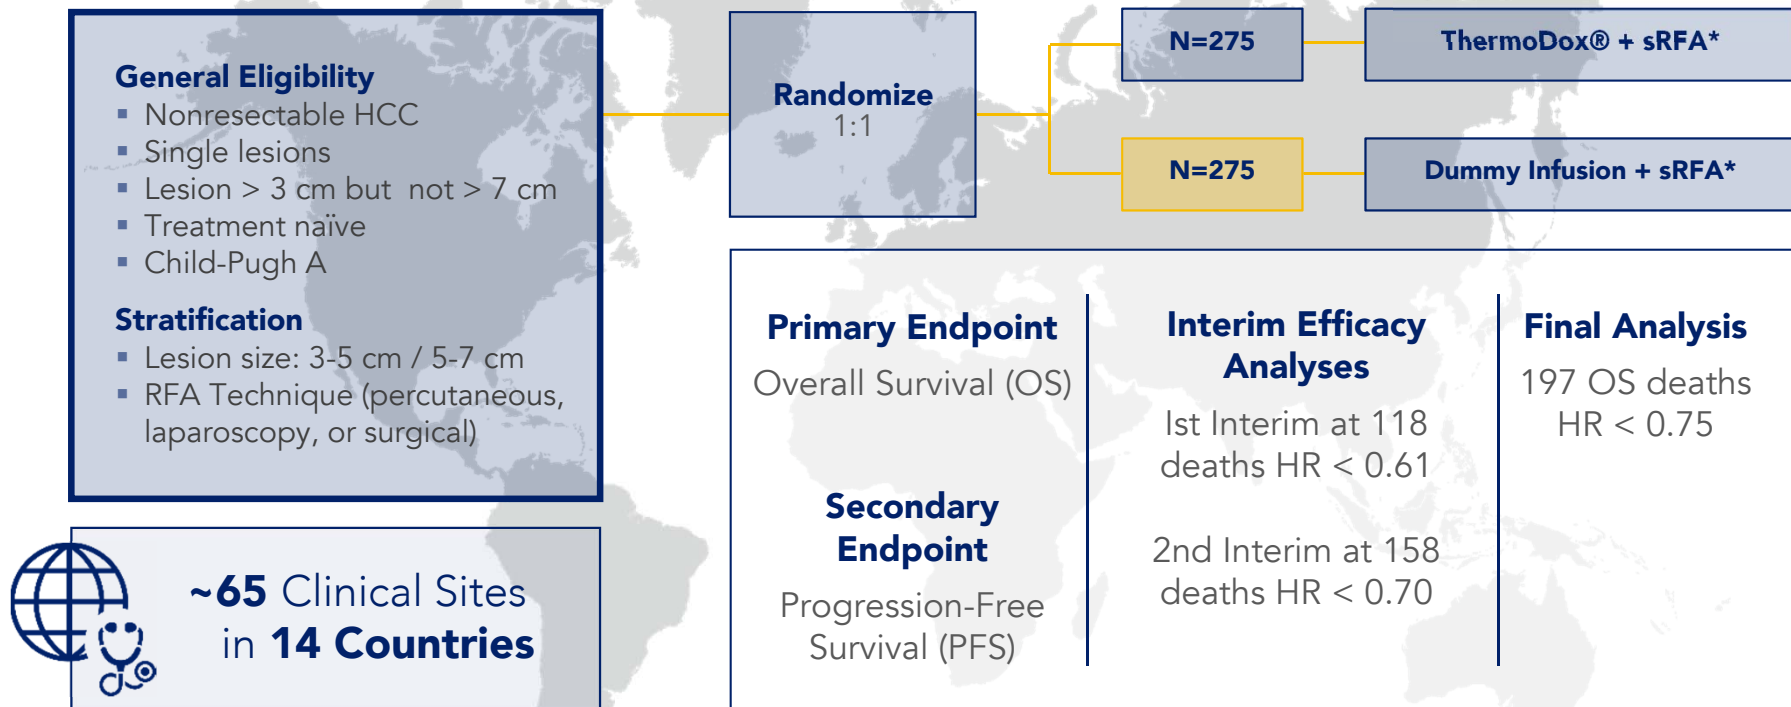 General Eligibility
▪ Nonresectable HCC
▪ Single lesions
▪ Lesion > 3 cm but not > 7 cm
▪ Treatment naïve
▪ Child-Pugh A
Stratification
▪ Lesion size: 3-5 cm / 5-7 cm
▪ RFA Technique (percutaneous,
laparoscopy, or surgical)
~65 Clinical Sites
in 14 Countries
Randomize
1:1
N=275
ThermoDox® + sRFA*
N=275
Dummy Infusion + sRFA*
Primary Endpoint
Overall Survival (OS)
Secondary
Endpoint
Progression-Free
Survival (PFS)
Interim Efficacy
Analyses
Ist Interim at 118
deaths HR < 0.61
2nd Interim at 158
deaths HR < 0.70
Final Analysis
197 OS deaths
HR < 0.75